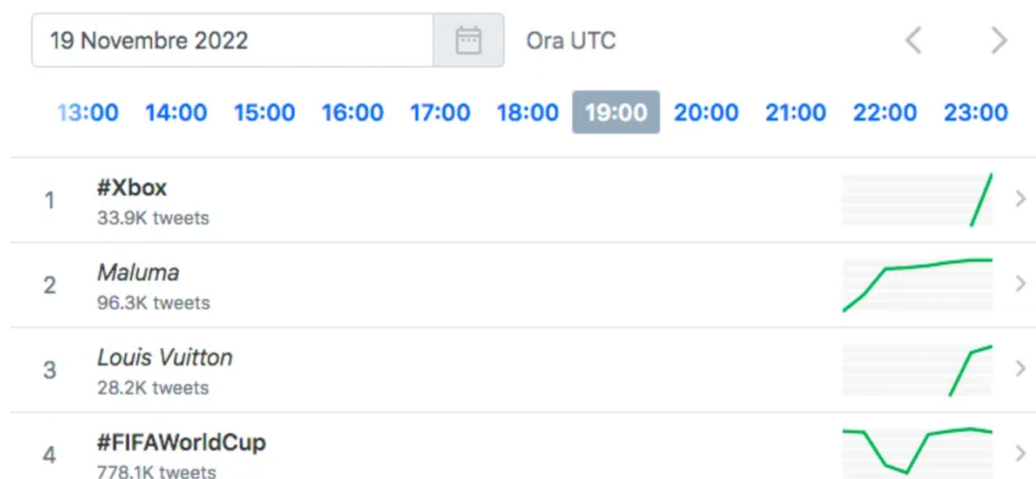 19 Novembre 2022 Ora UTC
13:00 14:00 15:00 16:00 17:00 18:00 19:00 20:00 21:00 22:00 23:00
1 #Xbox
33.9K tweets
2 Maluma
96.3K tweets
3 Louis Vuitton
28.2K tweets
4 #FIFAWorldCup
778.1K tweets